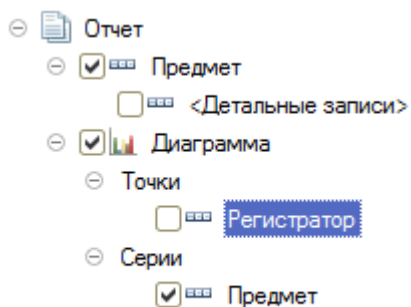 Отчет
Предмет
<Детальные записи>
Диаграмма
Точки
Регистратор
Серии
Предмет